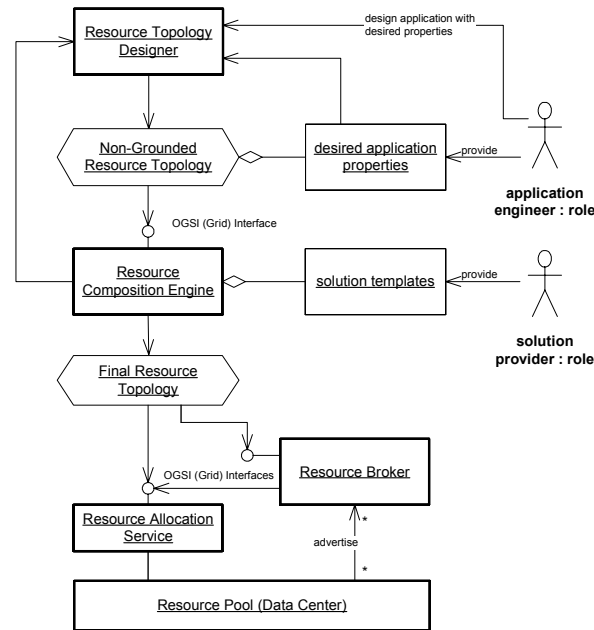 Resource Topology
Designer
design application with
desired properties
Non-Grounded
Resource Topology
desired application
properties
provide
application
engineer : role
OGSI (Grid) Interface
Resource
Composition Engine
solution templates
provide
solution
provider : role
Final Resource
Topology
OGSI (Grid) Interfaces
Resource Broker
Resource Allocation
Service
*
advertise
*
Resource Pool (Data Center)